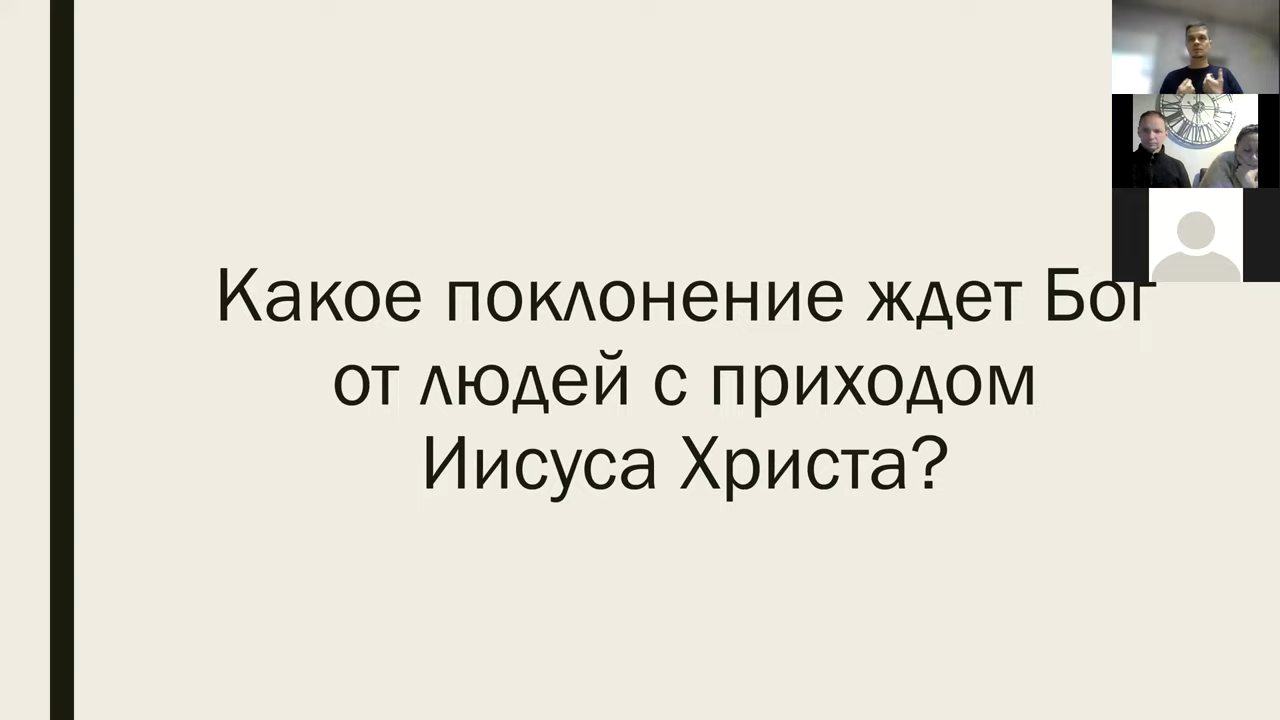 Какое поклонение ждет Бог
от людей с приходом
Иисуса Христа?